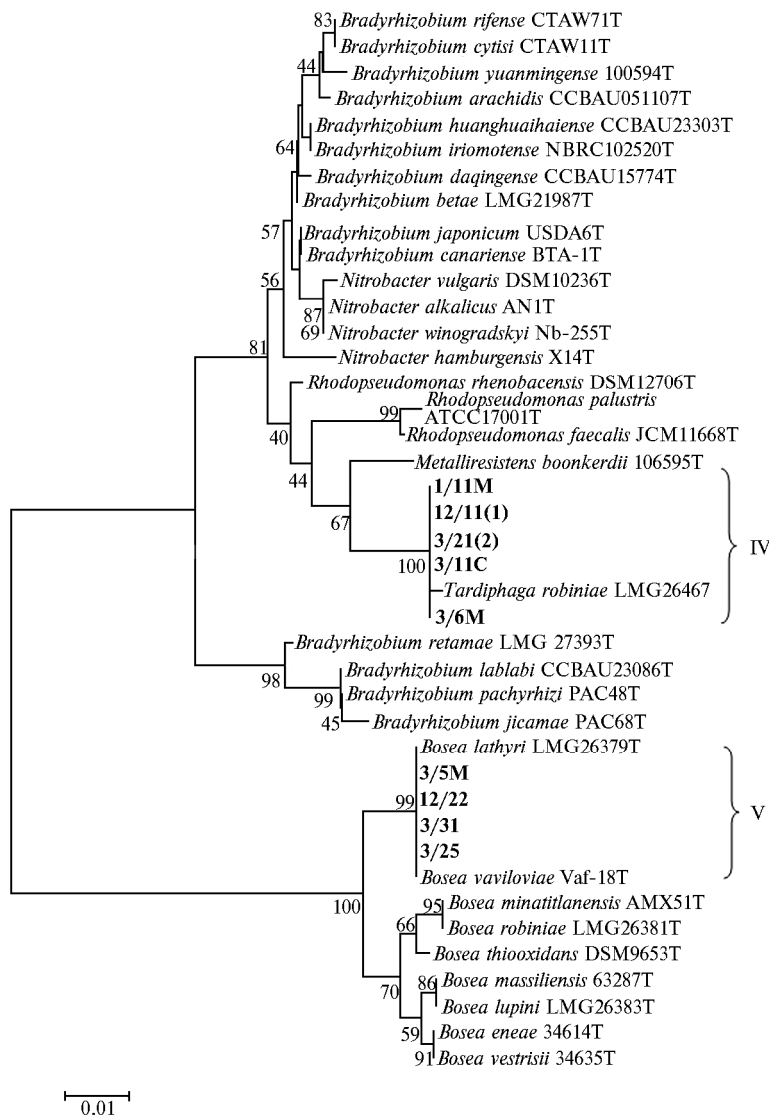 83 Bradyrhizobium rifense CTAW71T
Bradyrhizobium cytisi CTAW11T
44
Bradyrhizobium yuanmingense 100594T
Bradyrhizobium arachidis CCBAU051107T
Bradyrhizobium huanghuaihaiense CCBAU23303T
64
Bradyrhizobium iriomotense NBRC102520T
Bradyrhizobium daqingense CCBAU15774T
Bradyrhizobium betae LMG21987T
57
Bradyrhizobium japonicum USDA6T
Bradyrhizobium canariense BTA-1T
56
Nitrobacter vulgaris DSM10236T
Nitrobacter alkalicus AN1T
87
69 Nitrobacter winogradskyi Nb-255T
81
Nitrobacter hamburgensis X14T
Rhodopseudomonas rhenobacensis DSM12706T
99 Rhodopseudomonas palustris
ATCC17001T
40
Rhodopseudomonas faecalis JCM11668T
44
Metalliresistens boonkerdii 106595T
1/11M
12/11(1)
67
3/21(2)
IV
100 3/11C
Tardiphaga robiniae LMG26467
3/6M
Bradyrhizobium retamae LMG 27393T
98
Bradyrhizobium lablabi CCBAU23086T
99 Bradyrhizobium pachyrhizi PAC48T
45 Bradyrhizobium jicamae PAC68T
Bosea lathyri LMG26379T
3/5M
99 12/22
V
3/31
3/25
Bosea vaviloviae Vaf-18T
100
95 Bosea minatitlanensis AMX51T
66 Bosea robiniae LMG26381T
Bosea thiooxidans DSM9653T
70
86 Bosea massiliensis 63287T
Bosea lupini LMG26383T
59 Bosea eneae 34614T
91 Bosea vestrisii 34635T
0.01